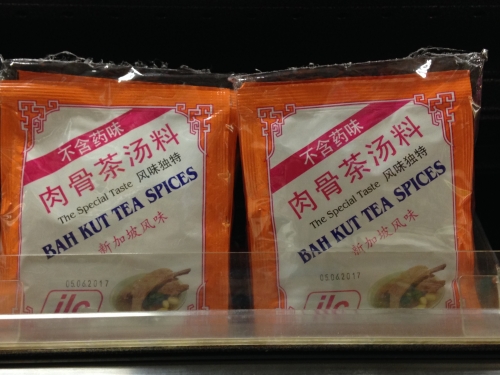 不含药味
肉骨茶汤料
The Special Taste 风味独特
BAH KUT TEA SPICES
新加坡风味
05062017
ilc
不含药味
肉骨茶汤料
The Special Taste 风味独特
BAH KUT TEA SPICES
新加坡风味
05062017
ilc